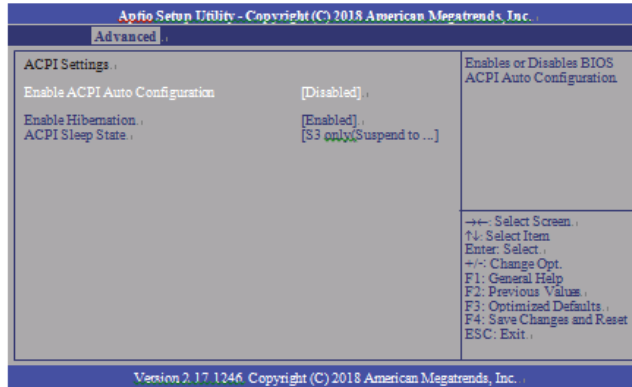 Aptio Setup Utility - Copyright (C) 2018 American Megatrends, Inc.
Advanced
ACPI Settings
Enable ACPI Auto Configuration [Disabled]
Enable Hibernation [Enabled]
ACPI Sleep State [S3 only(Suspend to ...]
Enables or Disables BIOS
ACPI Auto Configuration.
→←: Select Screen
↑↓: Select Item
Enter: Select
+/-: Change Opt.
F1: General Help
F2: Previous Values
F3: Optimized Defaults
F4: Save Changes and Reset
ESC: Exit
Version 2.17.1246. Copyright (C) 2018 American Megatrends, Inc.